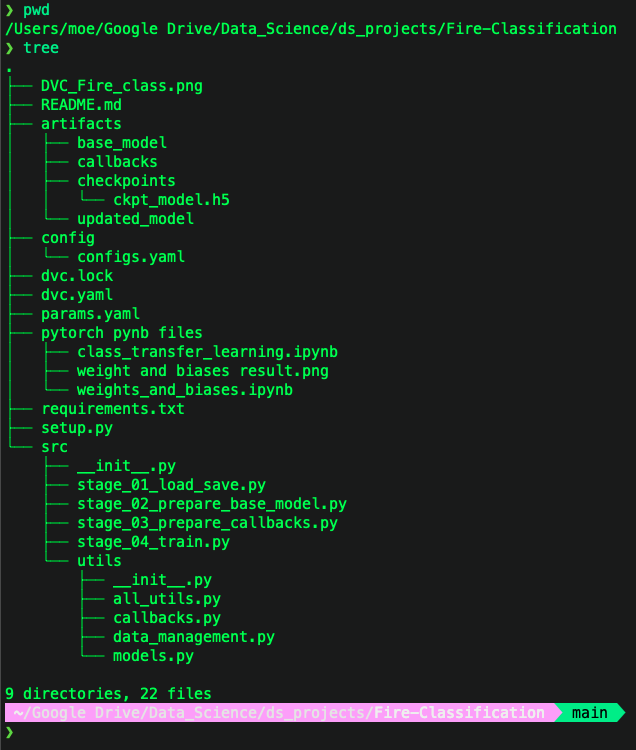 ❯ pwd
/Users/moe/Google Drive/Data_Science/ds_projects/Fire-Classification
❯ tree
.
├── DVC_Fire_class.png
├── README.md
├── artifacts
│   ├── base_model
│   ├── callbacks
│   ├── checkpoints
│   │   └── ckpt_model.h5
│   └── updated_model
├── config
│   └── configs.yaml
├── dvc.lock
├── dvc.yaml
├── params.yaml
├── pytorch pynb files
│   ├── class_transfer_learning.ipynb
│   ├── weight and biases result.png
│   └── weights_and_biases.ipynb
├── requirements.txt
├── setup.py
└── src
    ├── __init__.py
    ├── stage_01_load_save.py
    ├── stage_02_prepare_base_model.py
    ├── stage_03_prepare_callbacks.py
    ├── stage_04_train.py
    └── utils
        ├── __init__.py
        ├── all_utils.py
        ├── callbacks.py
        ├── data_management.py
        └── models.py

9 directories, 22 files
~/Google Drive/Data_Science/ds_projects/Fire-Classification main
❯